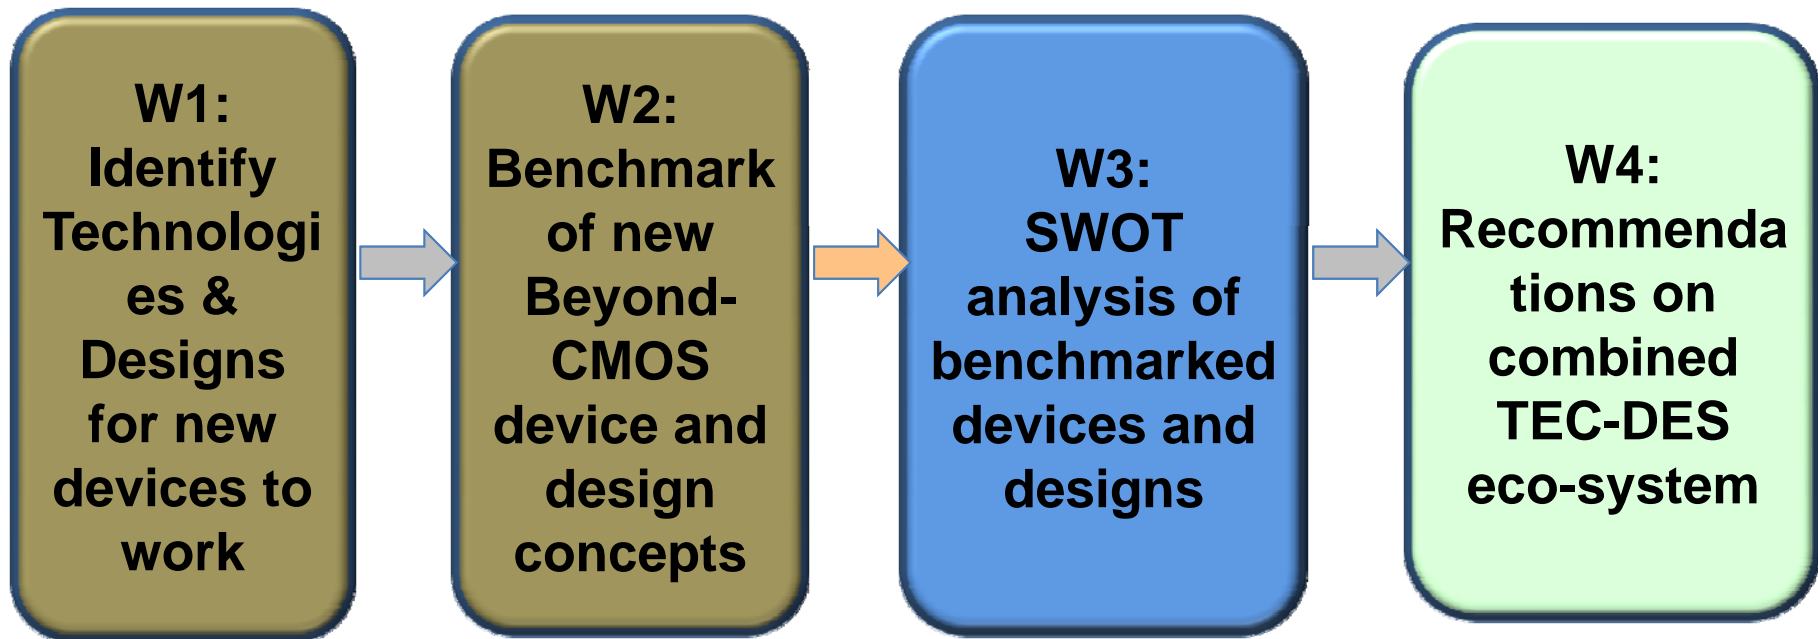 W1:
Identify
Technologi
es &
Designs
for new
devices to
work
W2:
Benchmark
of new
Beyond-
CMOS
device and
design
concepts
W3:
SWOT
analysis of
benchmarked
devices and
designs
W4:
Recommenda
tions on
combined
TEC-DES
eco-system